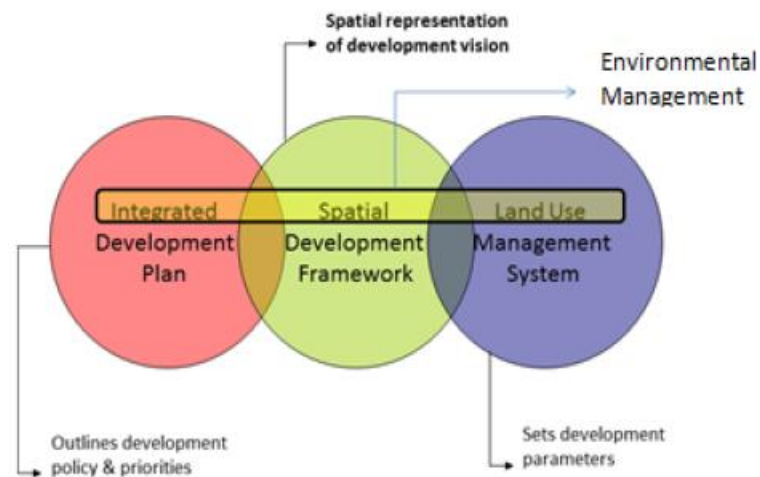 Spatial representation
of development vision
Environmental
Management
Integrated
Development
Plan
Spatial
Development
Framework
Land Use
Management
System
Outlines development
policy & priorities
Sets development
parameters